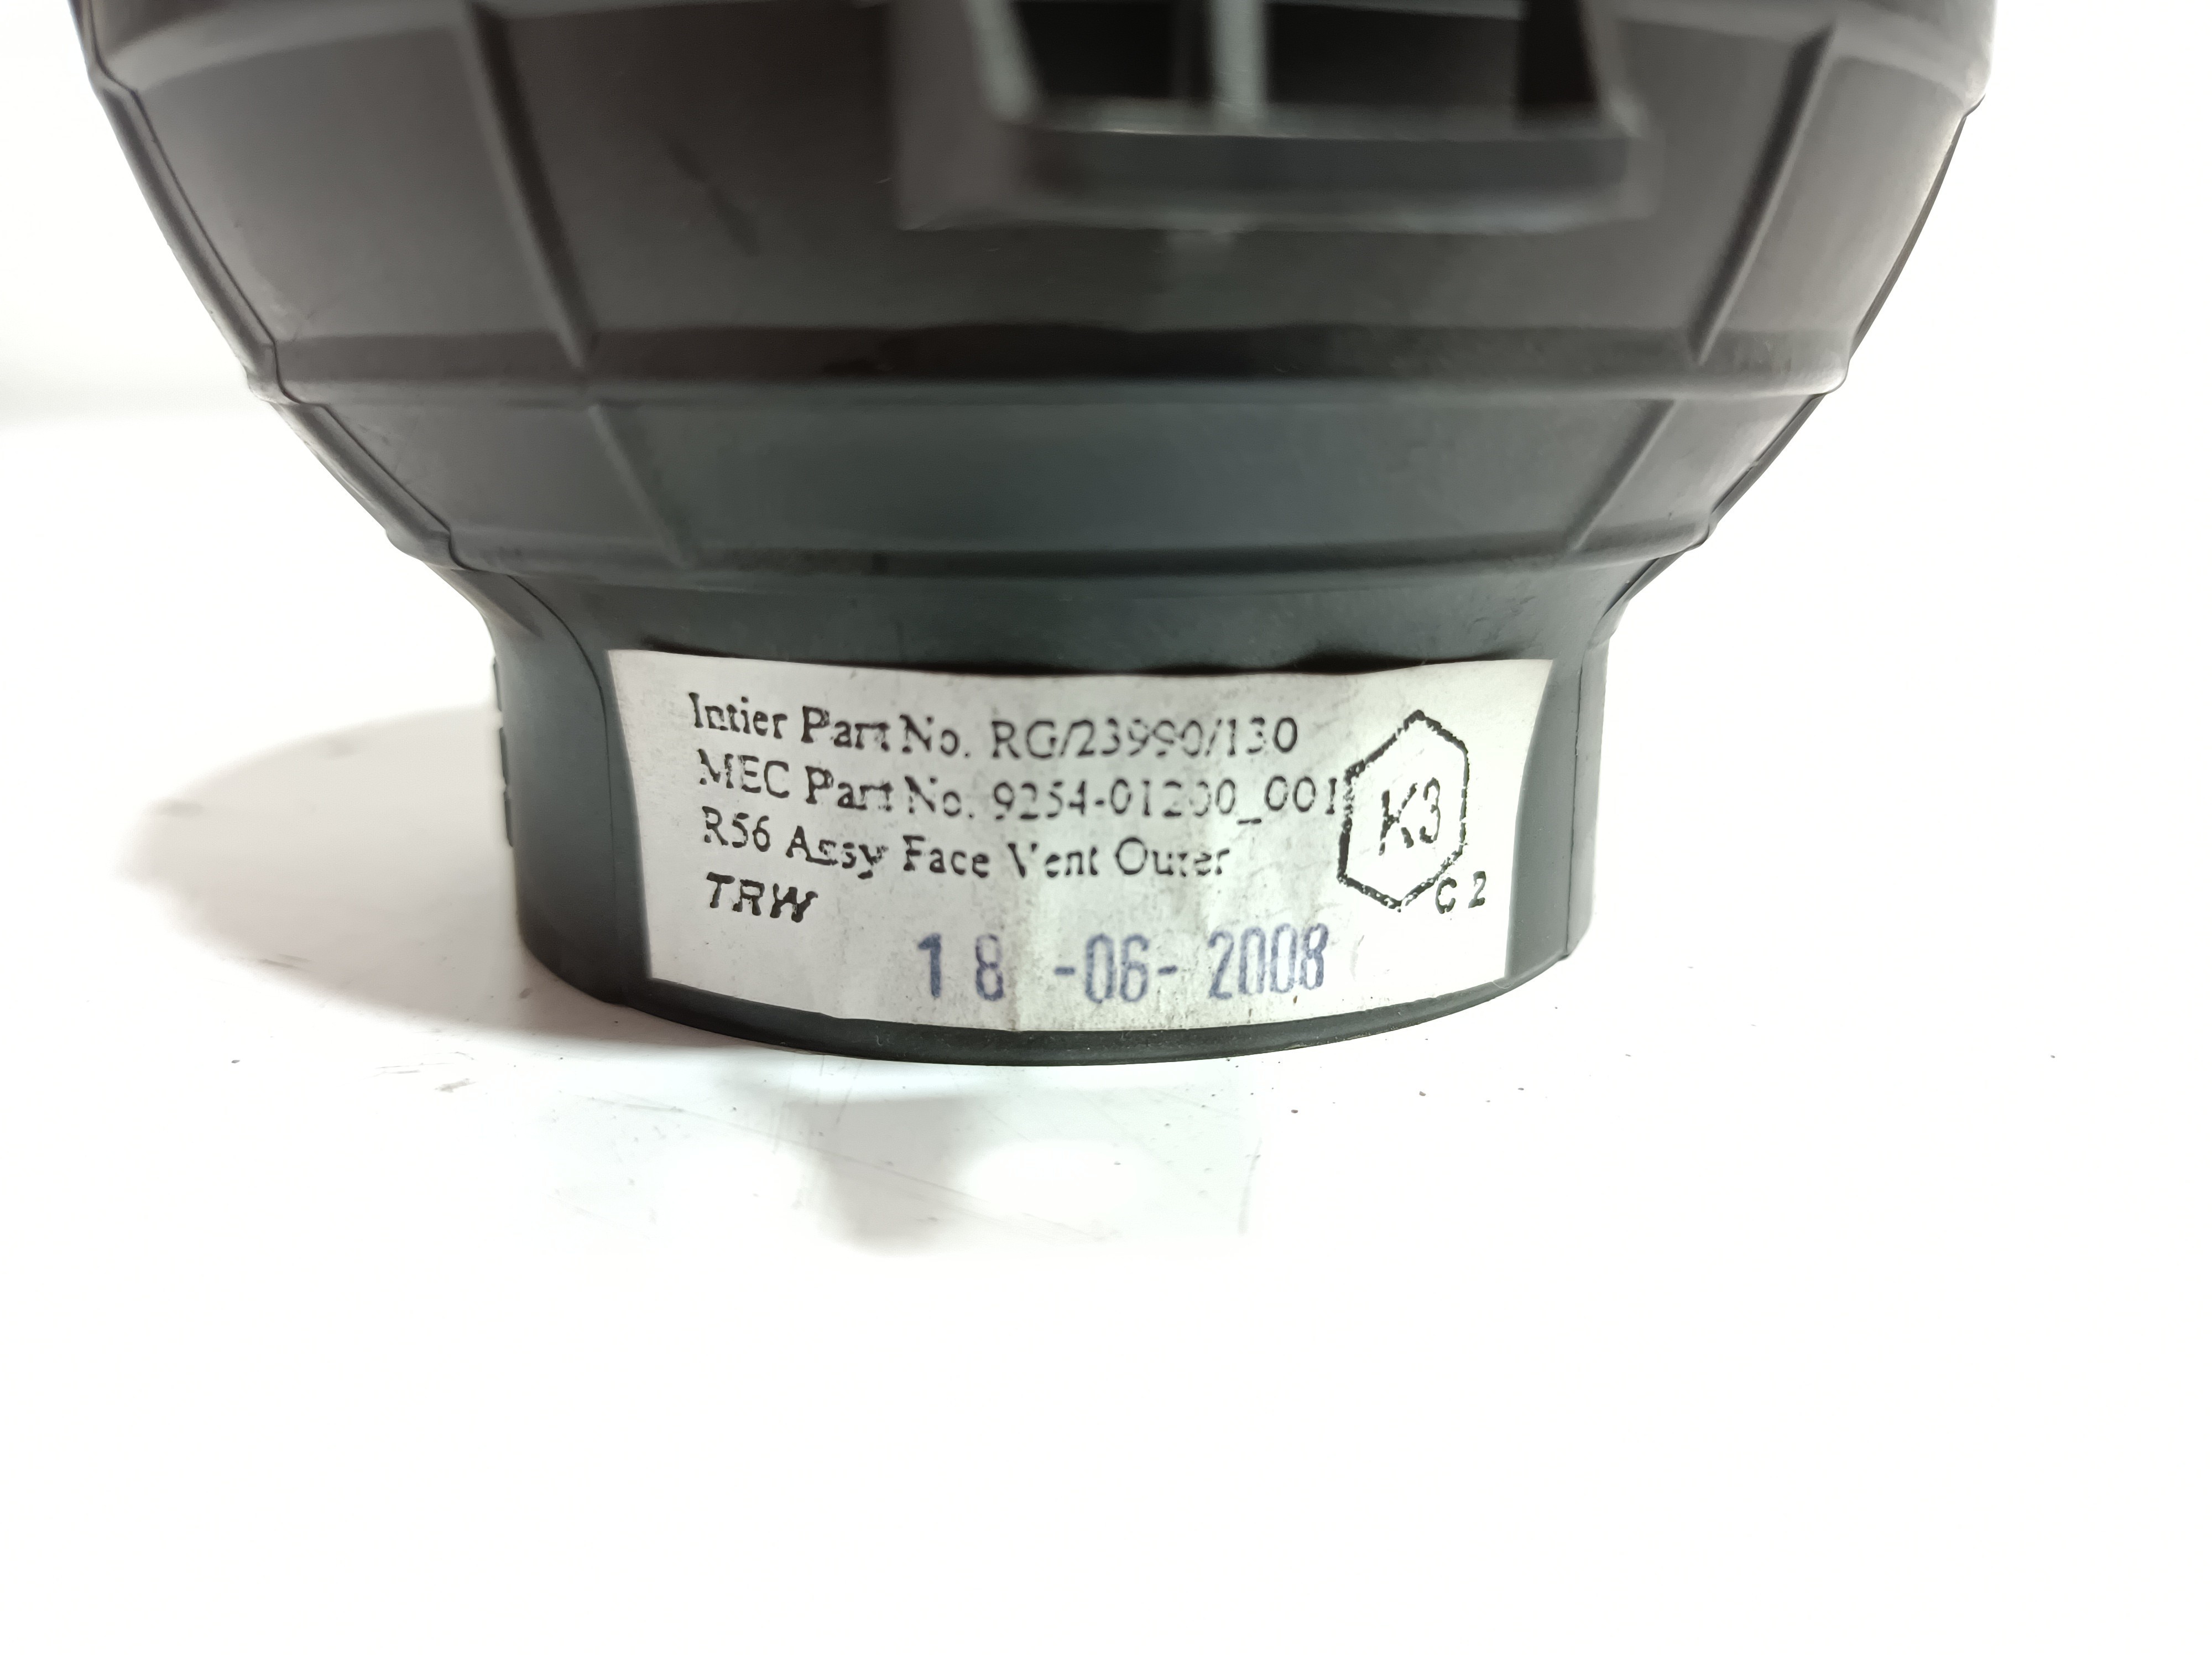 Intier Part No. RG/23990/130
MEC Part No. 9254-01200_001
R56 Assy Face Vent Outer
TRW
K3
C 2
18 -06- 2008